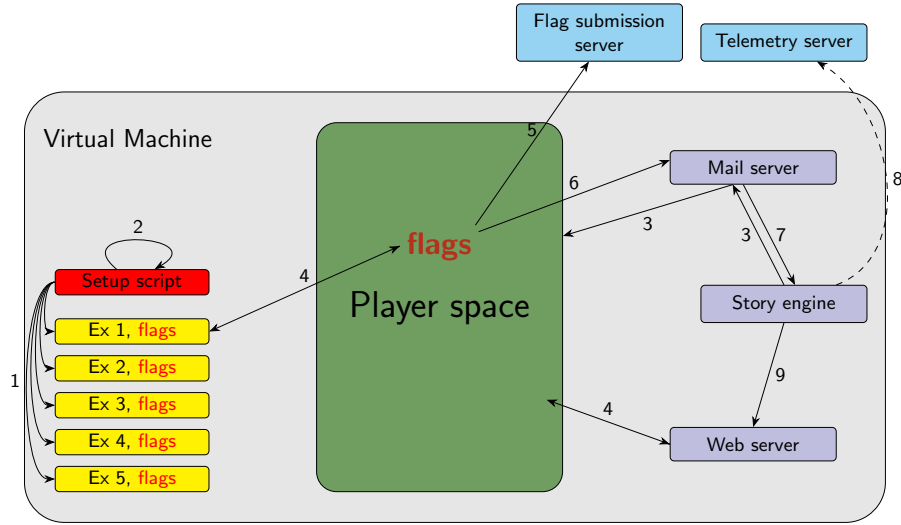 Flag submission
server
Telemetry server
Virtual Machine
5
Mail server
6
8
2
3
3
7
flags
4
Setup script
Player space
Story engine
Ex 1, flags
Ex 2, flags
1
9
Ex 3, flags
4
Ex 4, flags
Web server
Ex 5, flags